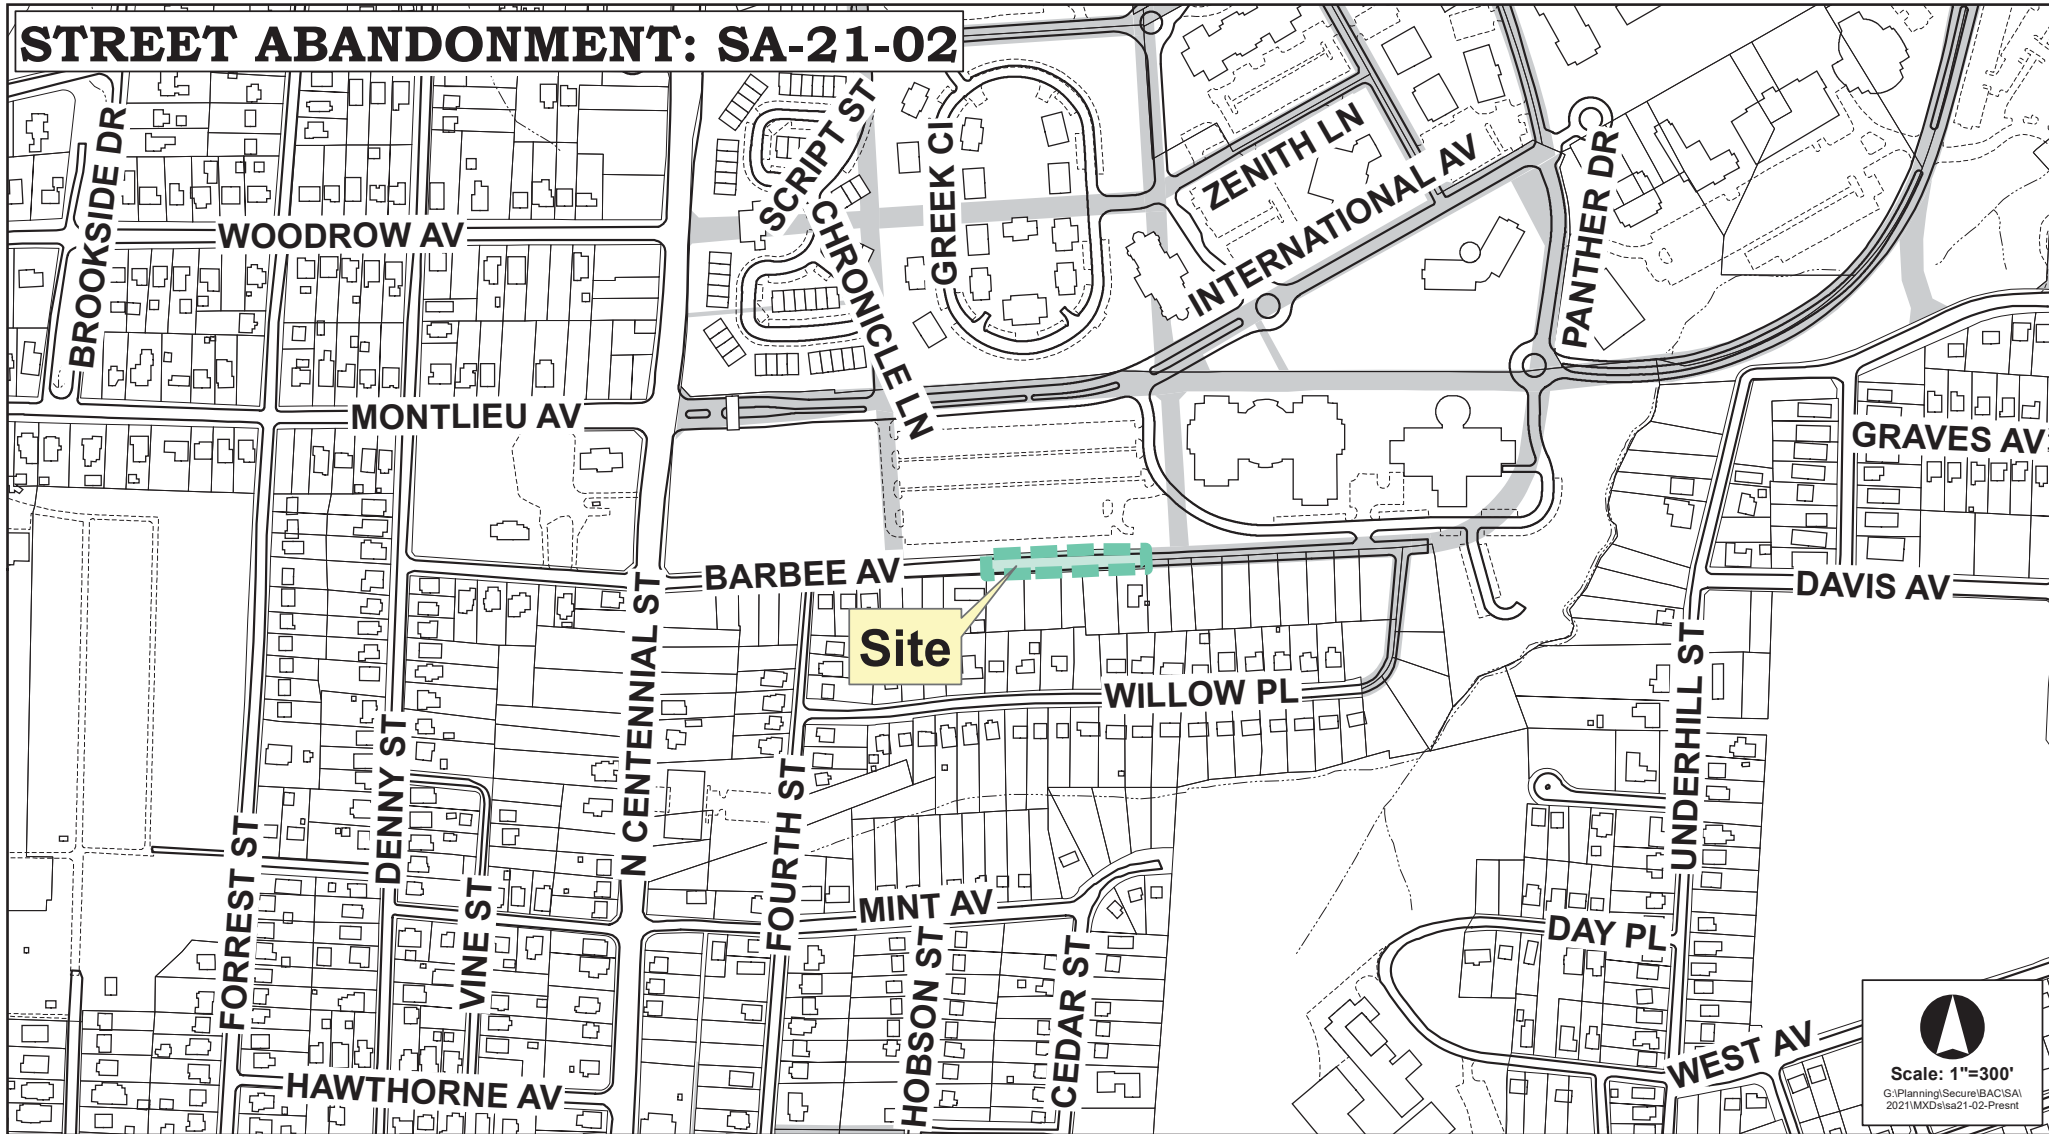 STREET ABANDONMENT: SA-21-02
BROOKSIDE DR
WOODROW AV
SCRIPT ST
CHRONICLE LN
GREEK CI
ZENITH LN
INTERNATIONAL AV
PANTHER DR
MONTLIEU AV
GRAVES AV
BARBEE AV
DAVIS AV
Site
N CENTENNIAL ST
WILLOW PL
UNDERHILL ST
DENNY ST
FORREST ST
VINE ST
FOURTH ST
MINT AV
HOBSON ST
CEDAR ST
DAY PL
WEST AV
HAWTHORNE AV
Scale: 1"=300'
G:\Planning\Secure\BAC\SA\
2021\MXDs\sa21-02-Presnt